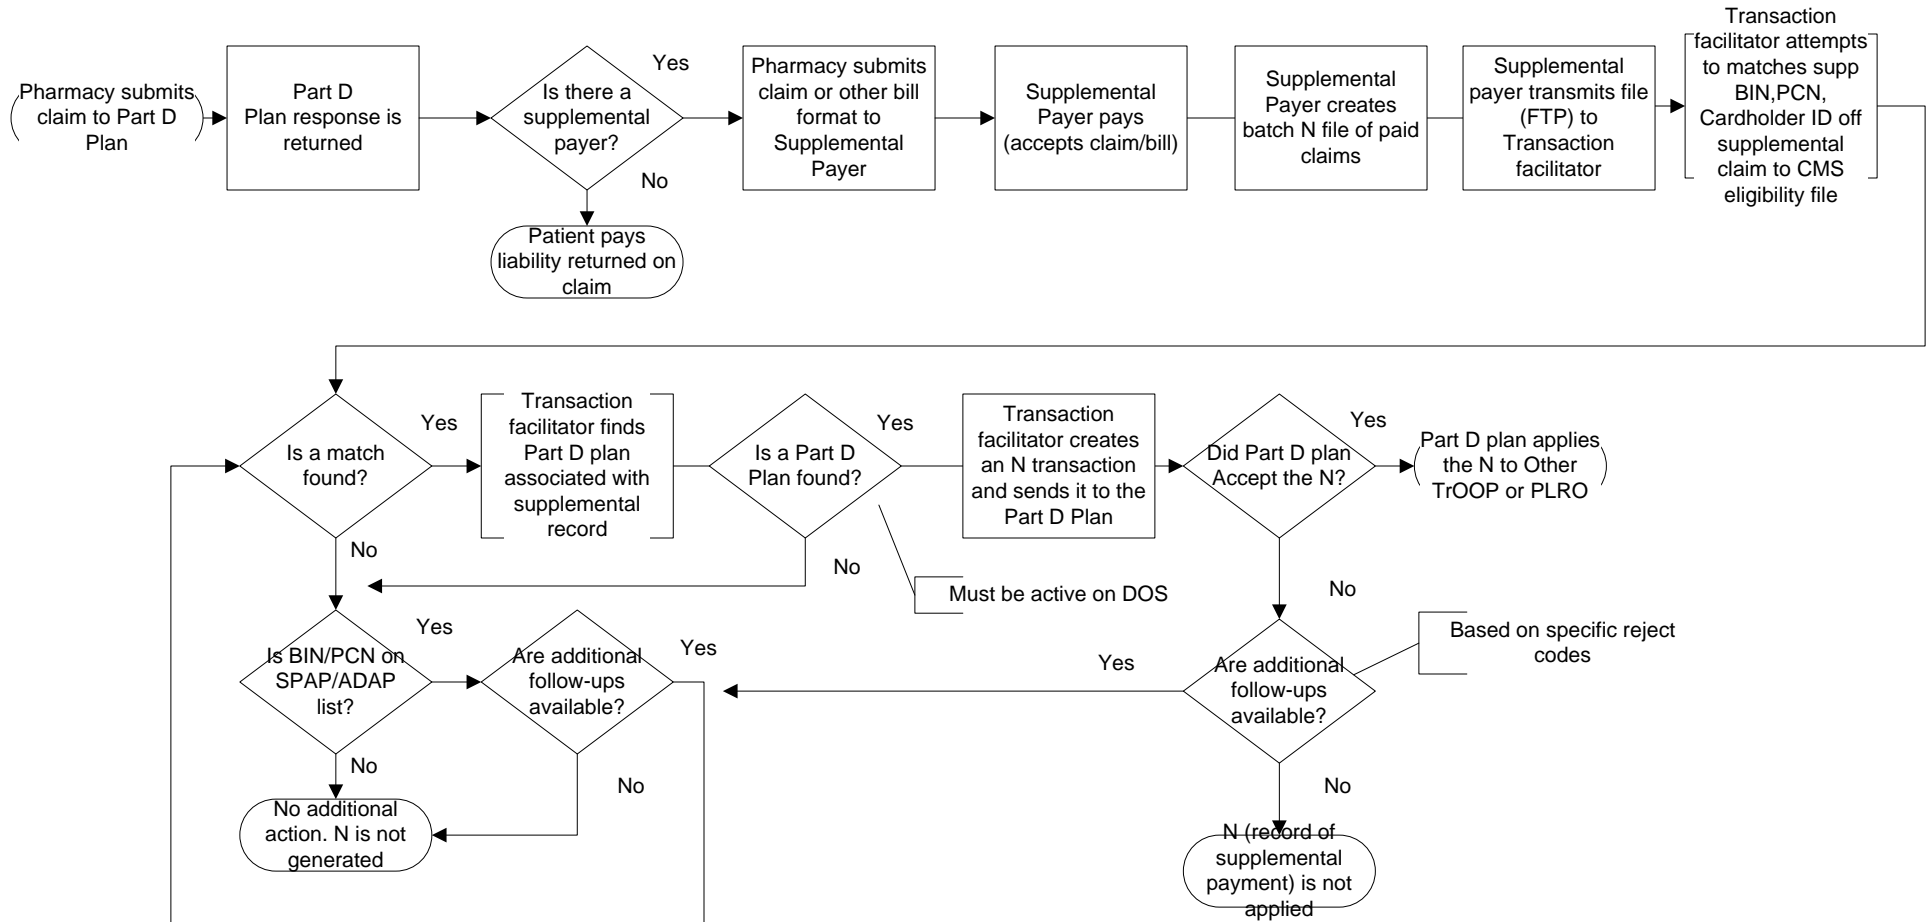 Pharmacy submits
claim to Part D
Plan
Part D
Plan response is
returned
Is there a
supplemental
payer?
Yes
No
Patient pays
liability returned on
claim
Pharmacy submits
claim or other bill
format to
Supplemental
Payer
Supplemental
Payer pays
(accepts claim/bill)
Supplemental
Payer creates
batch N file of paid
claims
Supplemental
payer transmits file
(FTP) to
Transaction
facilitator
Transaction
facilitator attempts
to matches supp
BIN,PCN,
Cardholder ID off
supplemental
claim to CMS
eligibility file
Is a match
found?
Yes
No
Transaction
facilitator finds
Part D plan
associated with
supplemental
record
Is a Part D
Plan found?
Yes
No
Must be active on DOS
Transaction
facilitator creates
an N transaction
and sends it to the
Part D Plan
Did Part D plan
Accept the N?
Yes
No
Part D plan applies
the N to Other
TrOOP or PLRO
Is BIN/PCN on
SPAP/ADAP
list?
Yes
No
Are additional
follow-ups
available?
Yes
No
No additional
action. N is not
generated
Are additional
follow-ups
available?
Yes
No
Based on specific reject
codes
N (record of
supplemental
payment) is not
applied